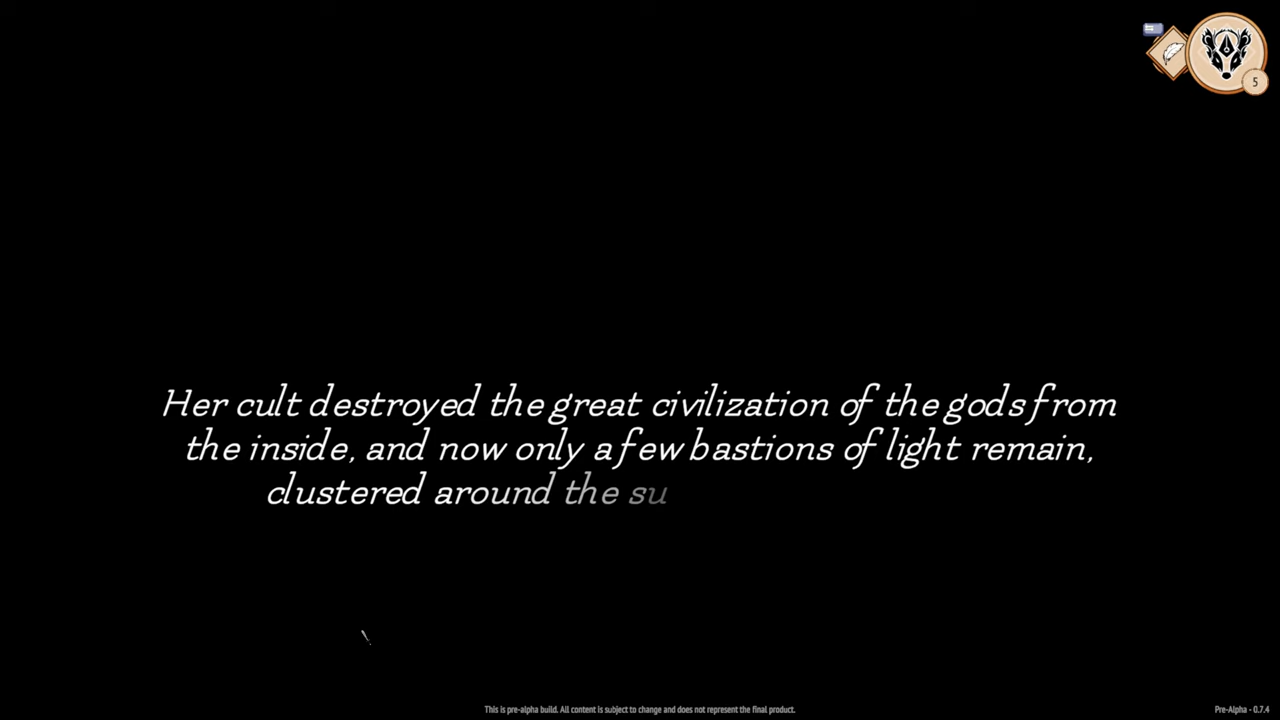 5
Her cult destroyed the great civilization of the gods from
the inside, and now only a few bastions of light remain,
clustered around the su
This is pre-alpha build. All content is subject to change and does not represent the final product.
Pre-Alpha - 0.7.4